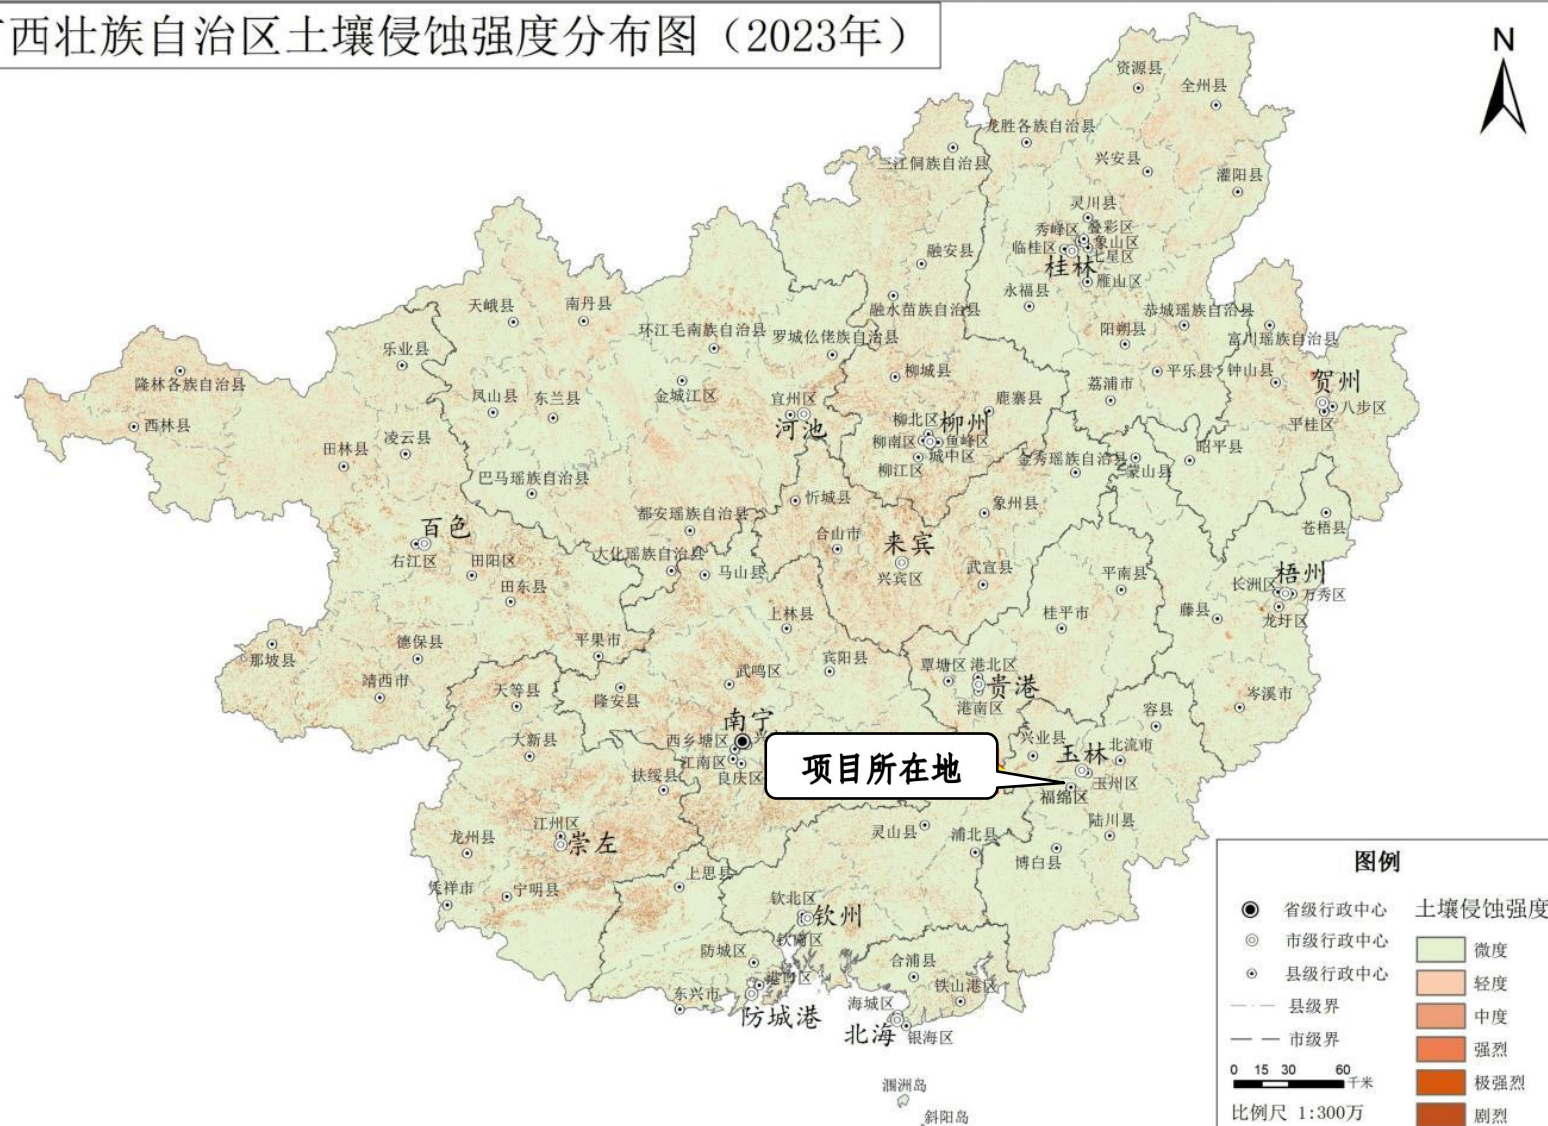 西壮族自治区土壤侵蚀强度分布图（2023年）
N
资源县
全州县
龙胜各族自治县
三江侗族自治县
兴安县
灌阳县
灵川县
秀峰区
叠彩区
临桂区
象山区
七星区
桂林
雁山区
融安县
永福县
融水苗族自治县
恭城瑶族自治县
阳朔县
富川瑶族自治县
天峨县
南丹县
环江毛南族自治县
罗城仫佬族自治县
乐业县
隆林各族自治县
柳城县
平乐县
钟山县
贺州
荔浦市
八步区
平桂区
凤山县
东兰县
金城江区
宜州区
河池
鹿寨县
柳北区
柳州
柳南区
鱼峰区
城中区
柳江区
西林县
田林县
凌云县
昭平县
金秀瑶族自治县
蒙山县
巴马瑶族自治县
忻城县
象州县
都安瑶族自治县
苍梧县
百色
合山市
来宾
右江区
田阳区
大化瑶族自治县
马山县
兴宾区
武宣县
平南县
梧州
长洲区
万秀区
田东县
藤县
龙圩区
上林县
桂平市
德保县
平果市
那坡县
宾阳县
覃塘区
港北区
武鸣区
贵港
靖西市
天等县
隆安县
港南区
岑溪市
容县
南宁
大新县
西乡塘区
兴业县
玉林
北流市
江南区
项目所在地
扶绥县
良庆区
玉州区
福绵区
江州区
灵山县
浦北县
陆川县
龙州县
崇左
博白县
上思县
凭祥市
宁明县
钦北区
钦州
钦南区
防城区
合浦县
港口区
铁山港区
东兴市
海城区
防城港
北海
银海区
涠洲岛
斜阳岛
图例
省级行政中心
市级行政中心
县级行政中心
县级界
市级界
0 15 30 60
千米
比例尺 1:300万
土壤侵蚀强度
微度
轻度
中度
强烈
极强烈
剧烈